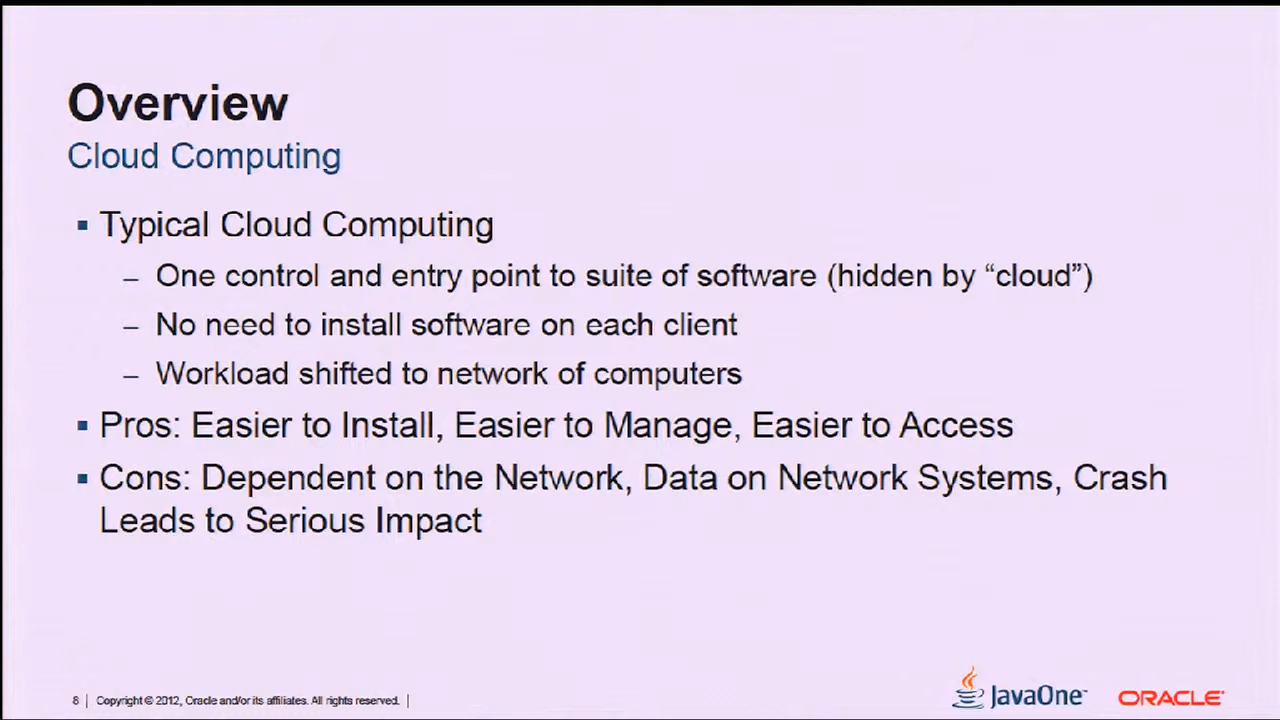 Overview
Cloud Computing
▪ Typical Cloud Computing
– One control and entry point to suite of software (hidden by “cloud”)
– No need to install software on each client
– Workload shifted to network of computers
▪ Pros: Easier to Install, Easier to Manage, Easier to Access
▪ Cons: Dependent on the Network, Data on Network Systems, Crash
Leads to Serious Impact
8 | Copyright © 2012, Oracle and/or its affiliates. All rights reserved. |
JavaOne™
ORACLE®